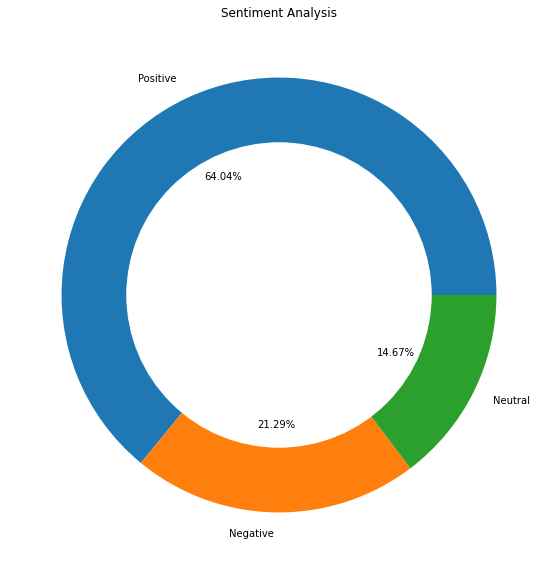 Sentiment Analysis
Positive
64.04%
14.67%
Neutral
21.29%
Negative